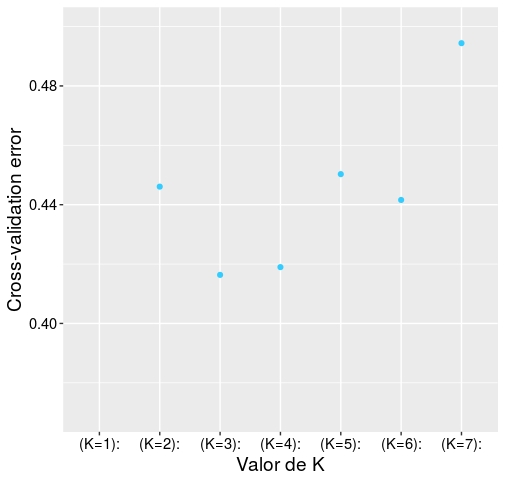 Cross-validation error
0.48
0.44
0.40
(K=1): (K=2): (K=3): (K=4): (K=5): (K=6): (K=7):
Valor de K